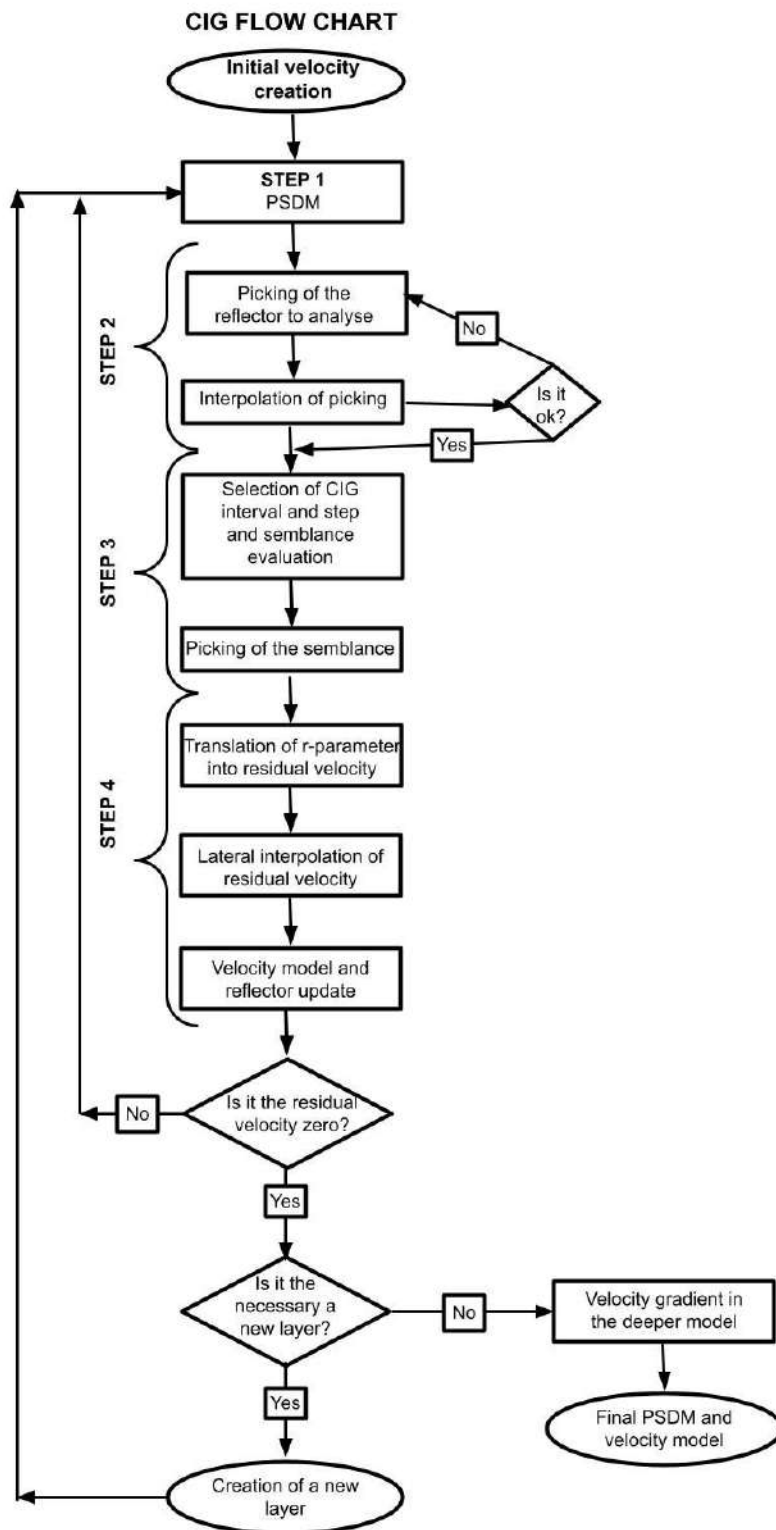 CIG FLOW CHART
Initial velocity
creation
STEP 1
PSDM
STEP 2
Picking of the
reflector to analyse
No
Interpolation of picking
Is it
ok?
Yes
STEP 3
Selection of CIG
interval and step
and semblance
evaluation
Picking of the semblance
STEP 4
Translation of r-parameter
into residual velocity
Lateral interpolation of
residual velocity
Velocity model and
reflector update
Is it the residual
velocity zero?
No
Yes
Is it the
necessary a
new layer?
No
Velocity gradient in
the deeper model
Yes
Final PSDM and
velocity model
Creation of a new
layer